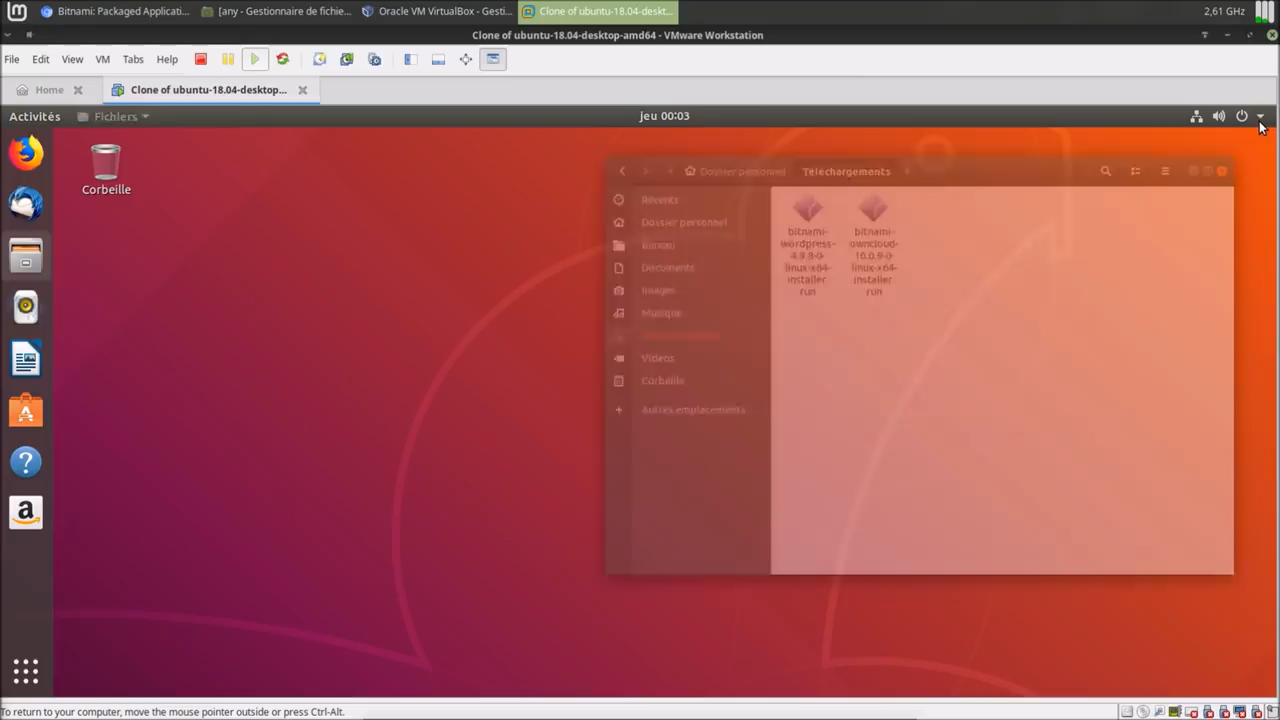 Bitnami: Packaged Applicati...
[any - Gestionnaire de fichie...
Oracle VM VirtualBox - Gesti...
Clone of ubuntu-18.04-deskt...
2,61 GHz
Clone of ubuntu-18.04-desktop-amd64 - VMware Workstation
File Edit View VM Tabs Help
Home
Clone of ubuntu-18.04-desktop...
Activités
Fichiers
jeu 00:03
Corbeille
Dossier personnel
Téléchargements
Récents
Dossier personnel
Bureau
Documents
Images
Musique
Vidéos
Corbeille
Autres emplacements
bitnami-
wordpress-
4.9.8-0-
linux-x64-
installer.
run
bitnami-
owncloud-
10.0.9-0-
linux-x64-
installer.
run
To return to your computer, move the mouse pointer outside or press Ctrl-Alt.